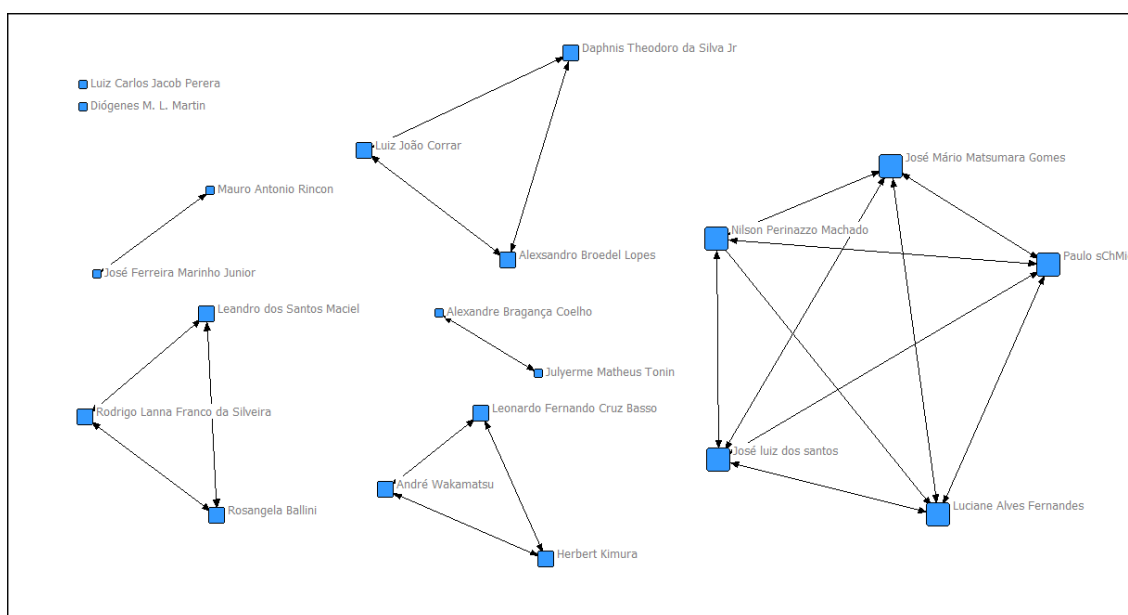 Daphnis Theodoro da Silva Jr
Luiz Carlos Jacob Perera
Diógenes M. L. Martin
Luiz João Corrar
José Mário Matsumara Gomes
Mauro Antonio Rincon
Nilson Perinazzo Machado
Alexsandro Broedel Lopes
Paulo sChMi
José Ferreira Marinho Junior
Leandro dos Santos Maciel
Alexandre Bragança Coelho
Julyerme Matheus Tonin
Rodrigo Lanna Franco da Silveira
Leonardo Fernando Cruz Basso
José luiz dos santos
André Wakamatsu
Luciane Alves Fernandes
Rosangela Ballini
Herbert Kimura